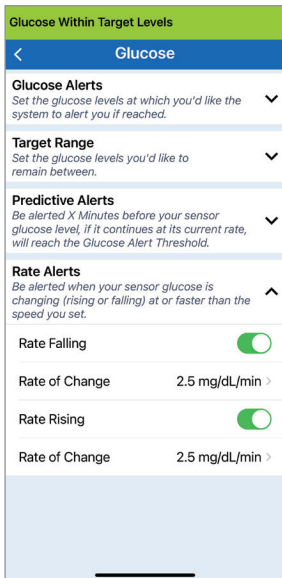 Glucose Within Target Levels
Glucose
Glucose Alerts
Set the glucose levels at which you'd like the
system to alert you if reached.
Target Range
Set the glucose levels you'd like to
remain between.
Predictive Alerts
Be alerted X Minutes before your sensor
glucose level, if it continues at its current rate,
will reach the Glucose Alert Threshold.
Rate Alerts
Be alerted when your sensor glucose is
changing (rising or falling) at or faster than the
speed you set.
Rate Falling
Rate of Change 2.5 mg/dL/min
Rate Rising
Rate of Change 2.5 mg/dL/min